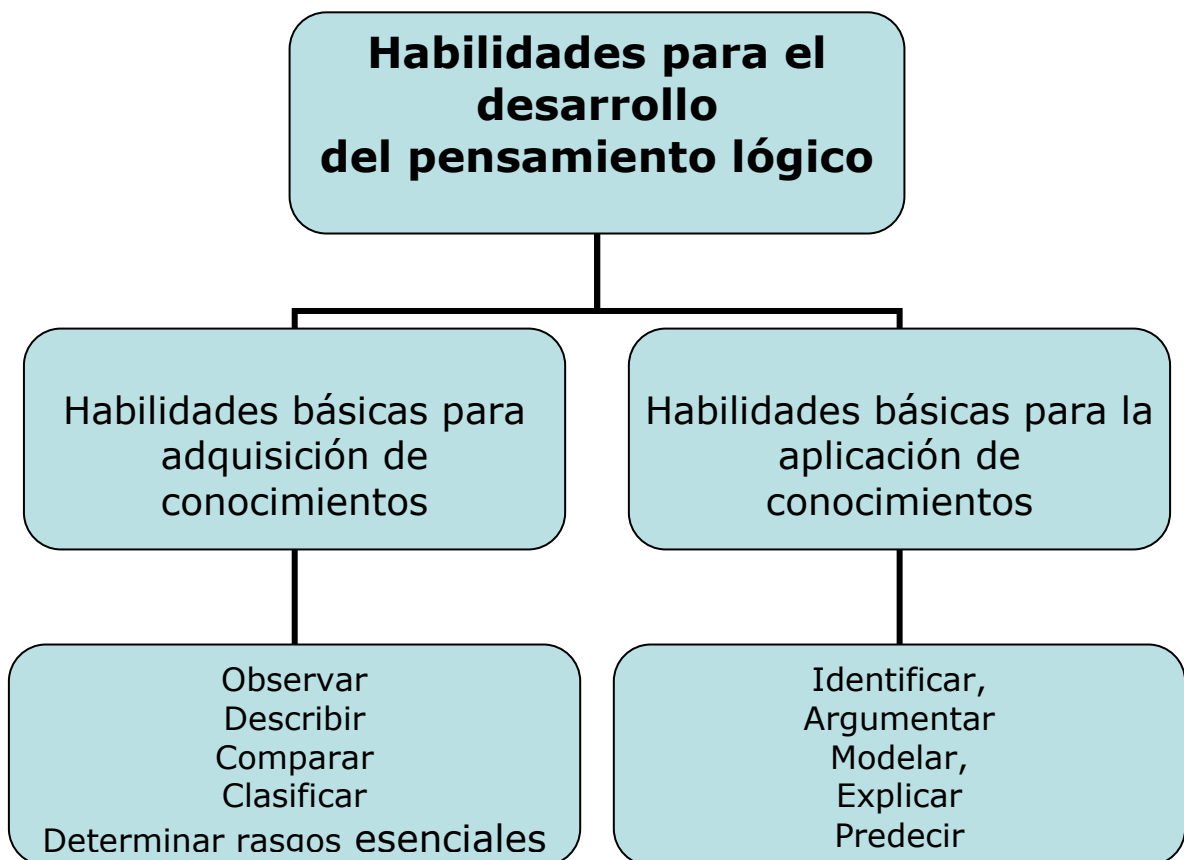 Habilidades para el
desarrollo
del pensamiento lógico
Habilidades básicas para
adquisición de
conocimientos
Habilidades básicas para la
aplicación de
conocimientos
Observar
Describir
Comparar
Clasificar
Determinar rasgos esenciales
Identificar,
Argumentar
Modelar,
Explicar
Predecir